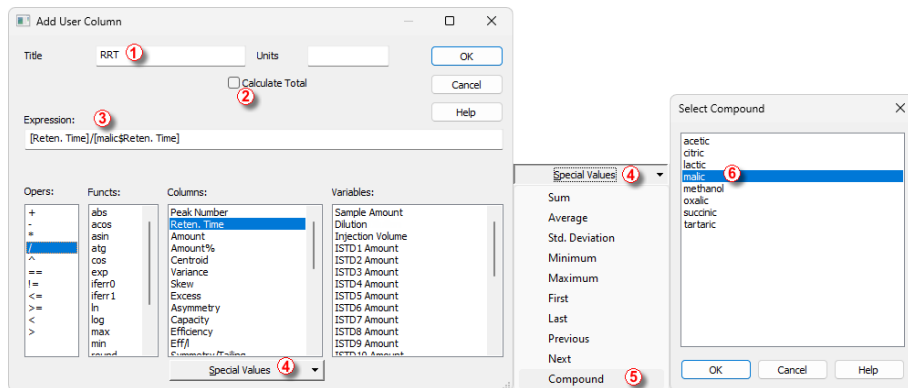 Add User Column
Title RRT 1 Units OK
Calculate Total Cancel
2
Help
Expression: 3
[Reten. Time]/[malic$Reten. Time]
Opers: Functs: Columns: Variables:
+ abs Peak Number Sample Amount
- acos Reten. Time Dilution
* asin Amount Injection Volume
/ atg Amount% ISTD1 Amount
^ cos Centroid ISTD2 Amount
== exp Variance ISTD3 Amount
!= iferr0 Skew ISTD4 Amount
<= iferr1 Excess ISTD5 Amount
>= ln Asymmetry ISTD6 Amount
< log Capacity ISTD7 Amount
> max Efficiency ISTD8 Amount
min Eff/l ISTD9 Amount
round Symmetry/Tailing ISTD10 Amount
Special Values 4
Special Values 4
Sum
Average
Std. Deviation
Minimum
Maximum
First
Last
Previous
Next
Compound 5
Select Compound
acetic
citric
lactic
malic 6
methanol
oxalic
succinic
tartaric
OK Cancel Help